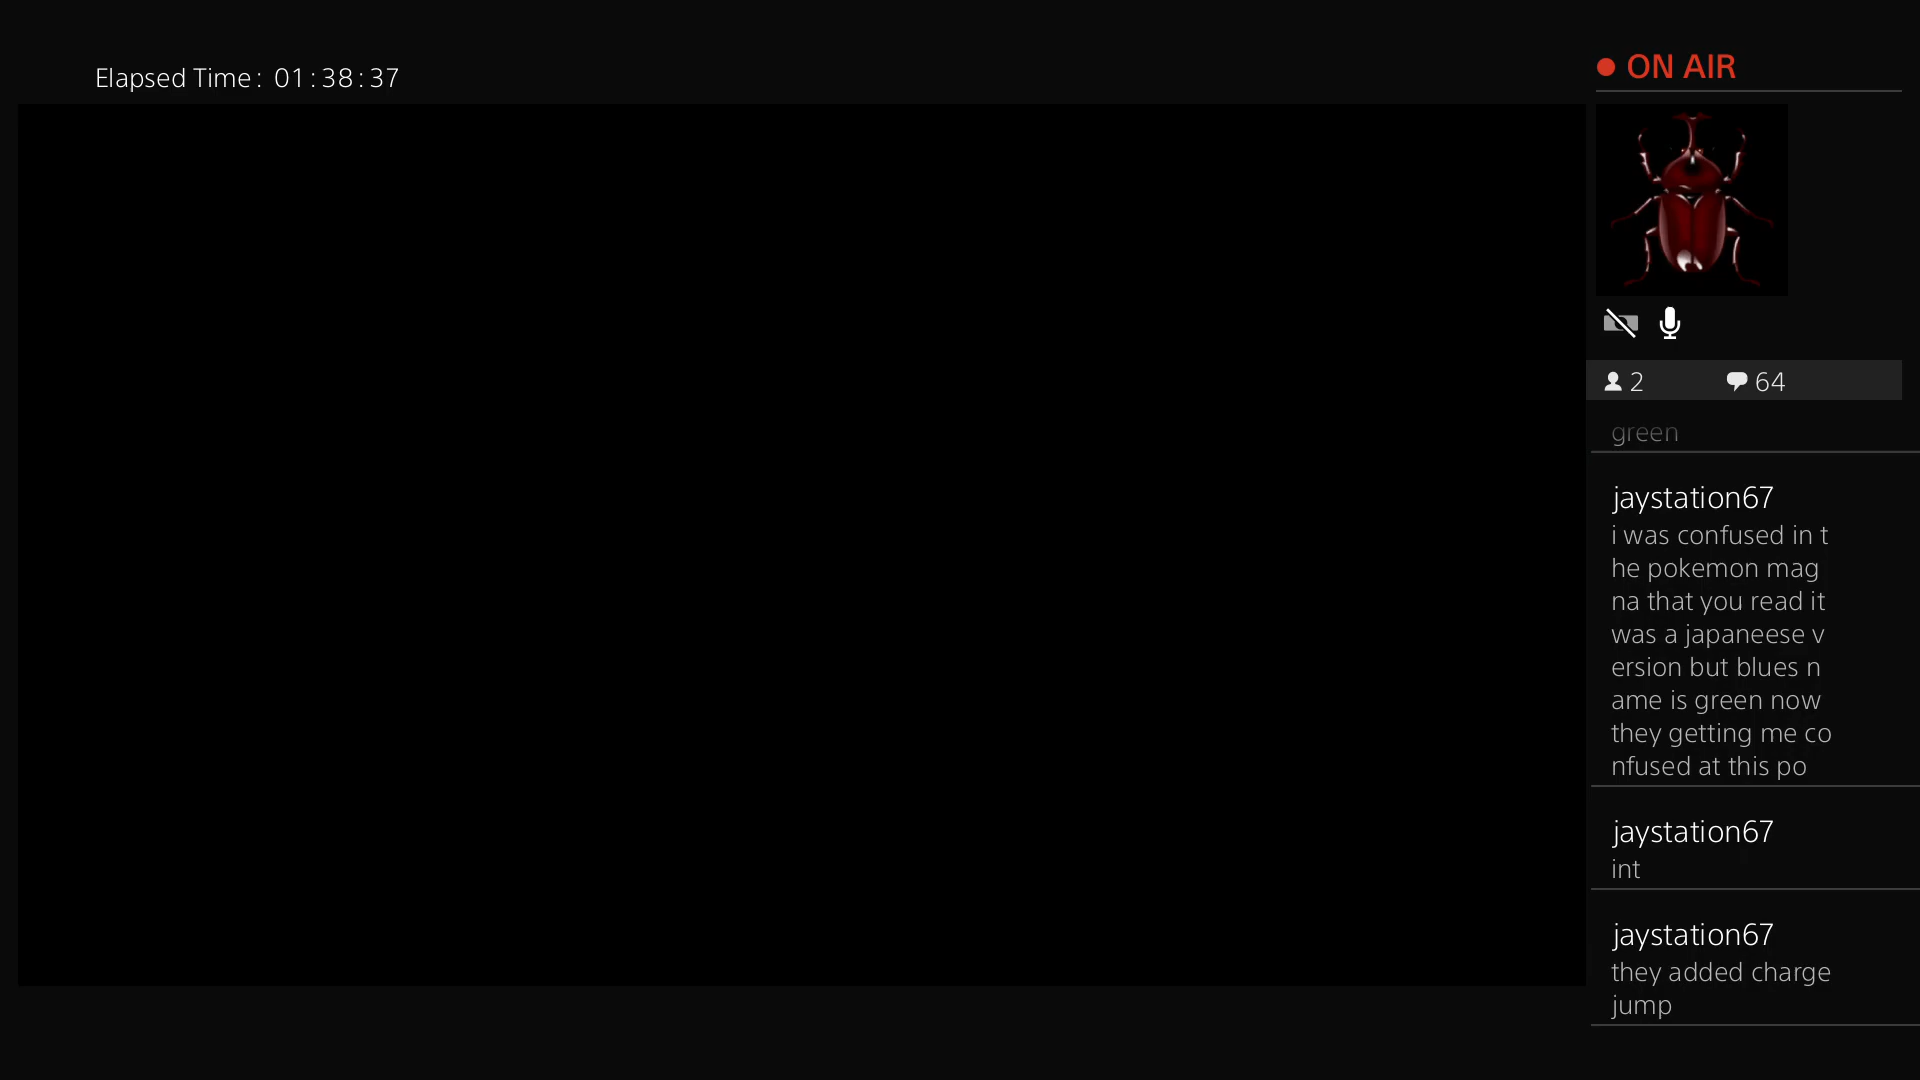 Elapsed Time: 01:38:37
ON AIR
2
64
green
jaystation67
i was confused in t
he pokemon mag
na that you read it
was a japaneese v
ersion but blues n
ame is green now
they getting me co
nfused at this po
jaystation67
int
jaystation67
they added charge
jump